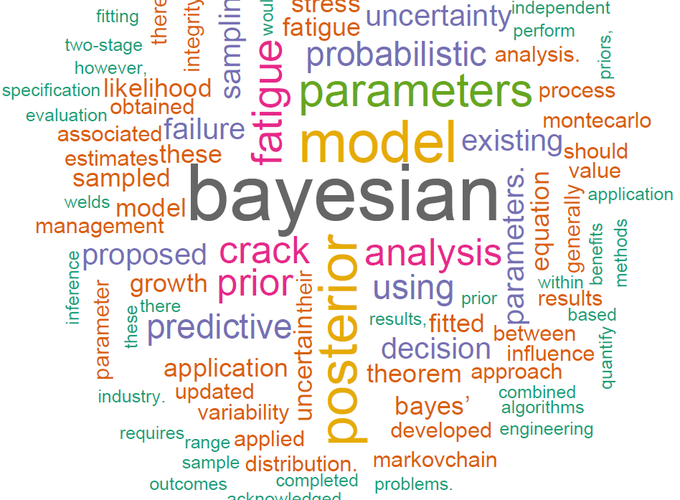 fitting
there
integrity
sampling
would
stress
fatigue
uncertainty
independent
two-stage
perform
however,
probabilistic
analysis.
priors,
specification
likelihood
fatigue
parameters
process
evaluation
obtained
associated
failure
model
existing
montecarlo
estimates
these
should
sampled
value
bayesian
parameters.
equation
generally
application
welds
model
management
proposed
crack
analysis
benefits
methods
inference
growth
prior
their
posterior
using
prior
within
results
parameter
these
there
predictive
results,
fitted
based
between
quantify
decision
influence
application
uncertain
theorem
approach
industry.
updated
combined
variability
bayes’
algorithms
requires
range
applied
developed
engineering
sample
distribution.
markovchain
outcomes
completed
problems.
acknowledged